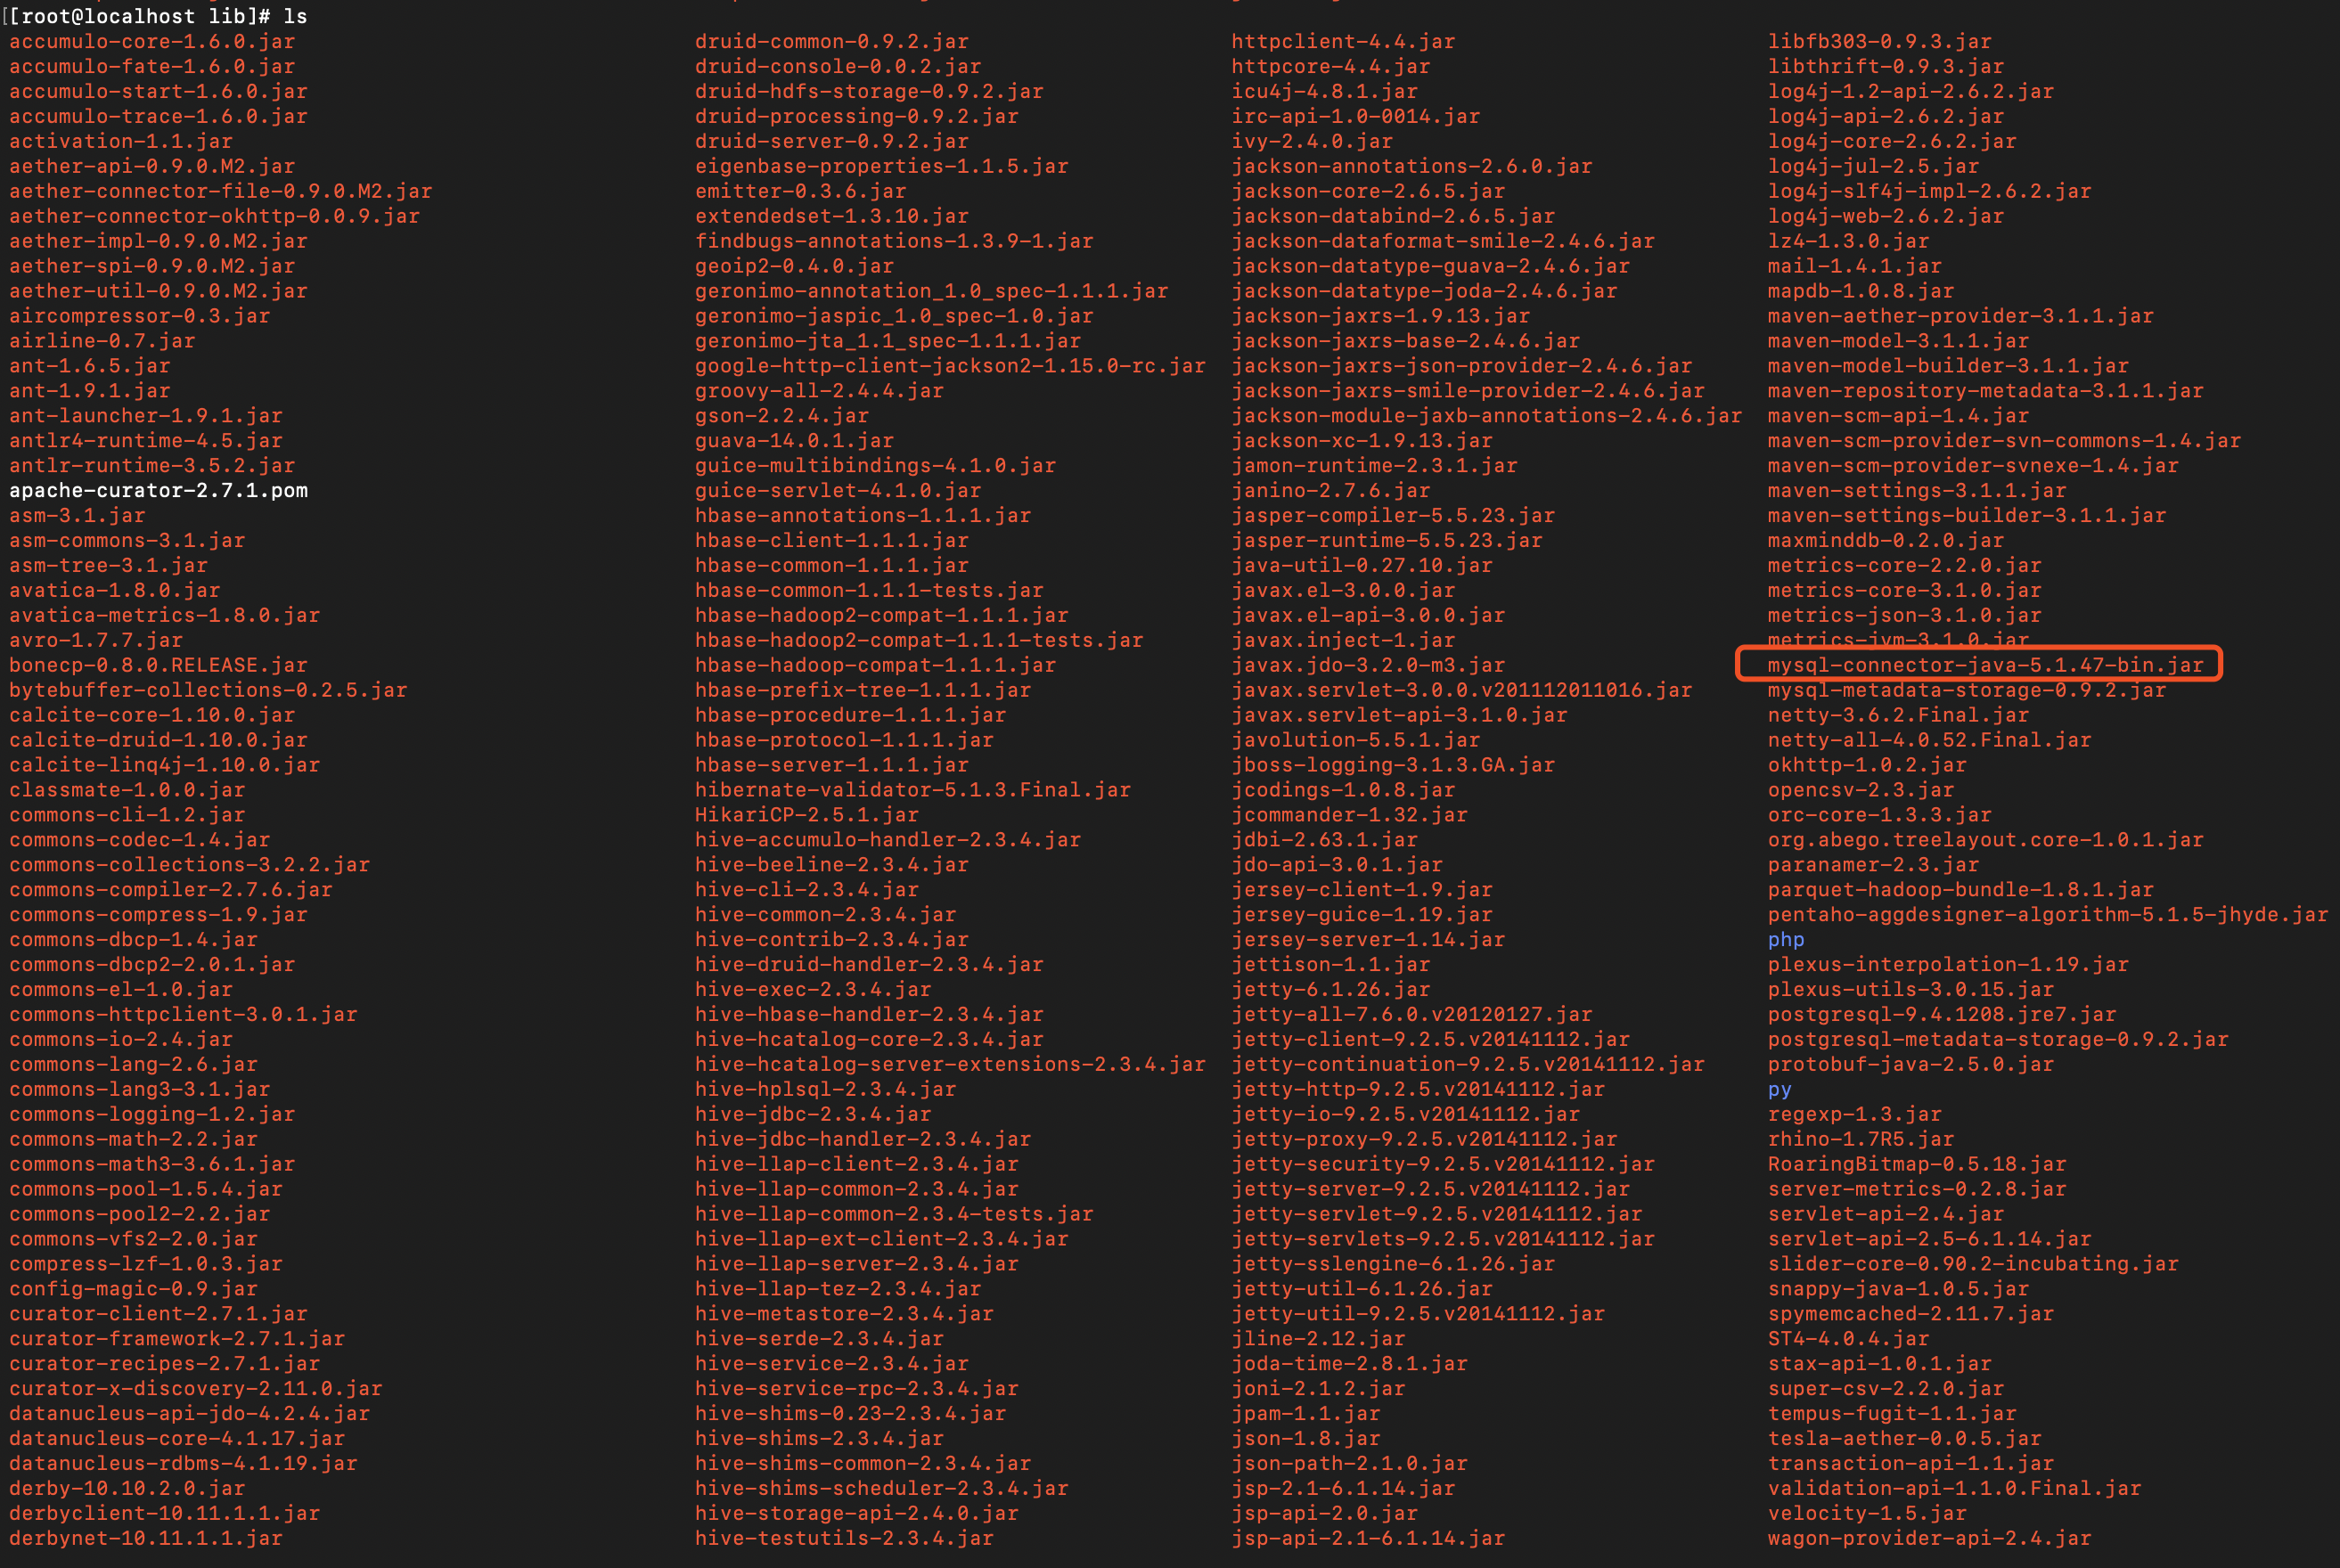 [[root@localhost lib]# ls
accumulo-core-1.6.0.jar
accumulo-fate-1.6.0.jar
accumulo-start-1.6.0.jar
accumulo-trace-1.6.0.jar
activation-1.1.jar
aether-api-0.9.0.M2.jar
aether-connector-file-0.9.0.M2.jar
aether-connector-okhttp-0.0.9.jar
aether-impl-0.9.0.M2.jar
aether-spi-0.9.0.M2.jar
aether-util-0.9.0.M2.jar
aircompressor-0.3.jar
airline-0.7.jar
ant-1.6.5.jar
ant-1.9.1.jar
ant-launcher-1.9.1.jar
antlr4-runtime-4.5.jar
antlr-runtime-3.5.2.jar
apache-curator-2.7.1.pom
asm-3.1.jar
asm-commons-3.1.jar
asm-tree-3.1.jar
avatica-1.8.0.jar
avatica-metrics-1.8.0.jar
avro-1.7.7.jar
bonecp-0.8.0.RELEASE.jar
bytebuffer-collections-0.2.5.jar
calcite-core-1.10.0.jar
calcite-druid-1.10.0.jar
calcite-linq4j-1.10.0.jar
classmate-1.0.0.jar
commons-cli-1.2.jar
commons-codec-1.4.jar
commons-collections-3.2.2.jar
commons-compiler-2.7.6.jar
commons-compress-1.9.jar
commons-dbcp-1.4.jar
commons-dbcp2-2.0.1.jar
commons-el-1.0.jar
commons-httpclient-3.0.1.jar
commons-io-2.4.jar
commons-lang-2.6.jar
commons-lang3-3.1.jar
commons-logging-1.2.jar
commons-math-2.2.jar
commons-math3-3.6.1.jar
commons-pool-1.5.4.jar
commons-pool2-2.2.jar
commons-vfs2-2.0.jar
compress-lzf-1.0.3.jar
config-magic-0.9.jar
curator-client-2.7.1.jar
curator-framework-2.7.1.jar
curator-recipes-2.7.1.jar
curator-x-discovery-2.11.0.jar
datanucleus-api-jdo-4.2.4.jar
datanucleus-core-4.1.17.jar
datanucleus-rdbms-4.1.19.jar
derby-10.10.2.0.jar
derbyclient-10.11.1.1.jar
derbynet-10.11.1.1.jar
druid-common-0.9.2.jar
druid-console-0.0.2.jar
druid-hdfs-storage-0.9.2.jar
druid-processing-0.9.2.jar
druid-server-0.9.2.jar
eigenbase-properties-1.1.5.jar
emitter-0.3.6.jar
extendedset-1.3.10.jar
findbugs-annotations-1.3.9-1.jar
geoip2-0.4.0.jar
geronimo-annotation_1.0_spec-1.1.1.jar
geronimo-jaspic_1.0_spec-1.0.jar
geronimo-jta_1.1_spec-1.1.1.jar
google-http-client-jackson2-1.15.0-rc.jar
groovy-all-2.4.4.jar
gson-2.2.4.jar
guava-14.0.1.jar
guice-multibindings-4.1.0.jar
guice-servlet-4.1.0.jar
hbase-annotations-1.1.1.jar
hbase-client-1.1.1.jar
hbase-common-1.1.1.jar
hbase-common-1.1.1-tests.jar
hbase-hadoop2-compat-1.1.1.jar
hbase-hadoop2-compat-1.1.1-tests.jar
hbase-hadoop-compat-1.1.1.jar
hbase-prefix-tree-1.1.1.jar
hbase-procedure-1.1.1.jar
hbase-protocol-1.1.1.jar
hbase-server-1.1.1.jar
hibernate-validator-5.1.3.Final.jar
HikariCP-2.5.1.jar
hive-accumulo-handler-2.3.4.jar
hive-beeline-2.3.4.jar
hive-cli-2.3.4.jar
hive-common-2.3.4.jar
hive-contrib-2.3.4.jar
hive-druid-handler-2.3.4.jar
hive-exec-2.3.4.jar
hive-hbase-handler-2.3.4.jar
hive-hcatalog-core-2.3.4.jar
hive-hcatalog-server-extensions-2.3.4.jar
hive-hplsql-2.3.4.jar
hive-jdbc-2.3.4.jar
hive-jdbc-handler-2.3.4.jar
hive-llap-client-2.3.4.jar
hive-llap-common-2.3.4.jar
hive-llap-common-2.3.4-tests.jar
hive-llap-ext-client-2.3.4.jar
hive-llap-server-2.3.4.jar
hive-llap-tez-2.3.4.jar
hive-metastore-2.3.4.jar
hive-serde-2.3.4.jar
hive-service-2.3.4.jar
hive-service-rpc-2.3.4.jar
hive-shims-0.23-2.3.4.jar
hive-shims-2.3.4.jar
hive-shims-common-2.3.4.jar
hive-shims-scheduler-2.3.4.jar
hive-storage-api-2.4.0.jar
hive-testutils-2.3.4.jar
httpclient-4.4.jar
httpcore-4.4.jar
icu4j-4.8.1.jar
irc-api-1.0-0014.jar
ivy-2.4.0.jar
jackson-annotations-2.6.0.jar
jackson-core-2.6.5.jar
jackson-databind-2.6.5.jar
jackson-dataformat-smile-2.4.6.jar
jackson-datatype-guava-2.4.6.jar
jackson-datatype-joda-2.4.6.jar
jackson-jaxrs-1.9.13.jar
jackson-jaxrs-base-2.4.6.jar
jackson-jaxrs-json-provider-2.4.6.jar
jackson-jaxrs-smile-provider-2.4.6.jar
jackson-module-jaxb-annotations-2.4.6.jar
jackson-xc-1.9.13.jar
jamon-runtime-2.3.1.jar
janino-2.7.6.jar
jasper-compiler-5.5.23.jar
jasper-runtime-5.5.23.jar
java-util-0.27.10.jar
javax.el-3.0.0.jar
javax.el-api-3.0.0.jar
javax.inject-1.jar
javax.jdo-3.2.0-m3.jar
javax.servlet-3.0.0.v201112011016.jar
javax.servlet-api-3.1.0.jar
javolution-5.5.1.jar
jboss-logging-3.1.3.GA.jar
jcodings-1.0.8.jar
jcommander-1.32.jar
jdbi-2.63.1.jar
jdo-api-3.0.1.jar
jersey-client-1.9.jar
jersey-guice-1.19.jar
jersey-server-1.14.jar
jettison-1.1.jar
jetty-6.1.26.jar
jetty-all-7.6.0.v20120127.jar
jetty-client-9.2.5.v20141112.jar
jetty-continuation-9.2.5.v20141112.jar
jetty-http-9.2.5.v20141112.jar
jetty-io-9.2.5.v20141112.jar
jetty-proxy-9.2.5.v20141112.jar
jetty-security-9.2.5.v20141112.jar
jetty-server-9.2.5.v20141112.jar
jetty-servlet-9.2.5.v20141112.jar
jetty-servlets-9.2.5.v20141112.jar
jetty-sslengine-6.1.26.jar
jetty-util-6.1.26.jar
jetty-util-9.2.5.v20141112.jar
jline-2.12.jar
joda-time-2.8.1.jar
joni-2.1.2.jar
jpam-1.1.jar
json-1.8.jar
json-path-2.1.0.jar
jsp-2.1-6.1.14.jar
jsp-api-2.0.jar
jsp-api-2.1-6.1.14.jar
libfb303-0.9.3.jar
libthrift-0.9.3.jar
log4j-1.2-api-2.6.2.jar
log4j-api-2.6.2.jar
log4j-core-2.6.2.jar
log4j-jul-2.5.jar
log4j-slf4j-impl-2.6.2.jar
log4j-web-2.6.2.jar
lz4-1.3.0.jar
mail-1.4.1.jar
mapdb-1.0.8.jar
maven-aether-provider-3.1.1.jar
maven-model-3.1.1.jar
maven-model-builder-3.1.1.jar
maven-repository-metadata-3.1.1.jar
maven-scm-api-1.4.jar
maven-scm-provider-svn-commons-1.4.jar
maven-scm-provider-svnexe-1.4.jar
maven-settings-3.1.1.jar
maven-settings-builder-3.1.1.jar
maxminddb-0.2.0.jar
metrics-core-2.2.0.jar
metrics-core-3.1.0.jar
metrics-json-3.1.0.jar
metrics-jvm-3.1.0.jar
mysql-connector-java-5.1.47-bin.jar
mysql-metadata-storage-0.9.2.jar
netty-3.6.2.Final.jar
netty-all-4.0.52.Final.jar
okhttp-1.0.2.jar
opencsv-2.3.jar
orc-core-1.3.3.jar
org.abego.treelayout.core-1.0.1.jar
paranamer-2.3.jar
parquet-hadoop-bundle-1.8.1.jar
pentaho-aggdesigner-algorithm-5.1.5-jhyde.jar
php
plexus-interpolation-1.19.jar
plexus-utils-3.0.15.jar
postgresql-9.4.1208.jre7.jar
postgresql-metadata-storage-0.9.2.jar
protobuf-java-2.5.0.jar
py
regexp-1.3.jar
rhino-1.7R5.jar
RoaringBitmap-0.5.18.jar
server-metrics-0.2.8.jar
servlet-api-2.4.jar
servlet-api-2.5-6.1.14.jar
slider-core-0.90.2-incubating.jar
snappy-java-1.0.5.jar
spymemcached-2.11.7.jar
ST4-4.0.4.jar
stax-api-1.0.1.jar
super-csv-2.2.0.jar
tempus-fugit-1.1.jar
tesla-aether-0.0.5.jar
transaction-api-1.1.jar
validation-api-1.1.0.Final.jar
velocity-1.5.jar
wagon-provider-api-2.4.jar